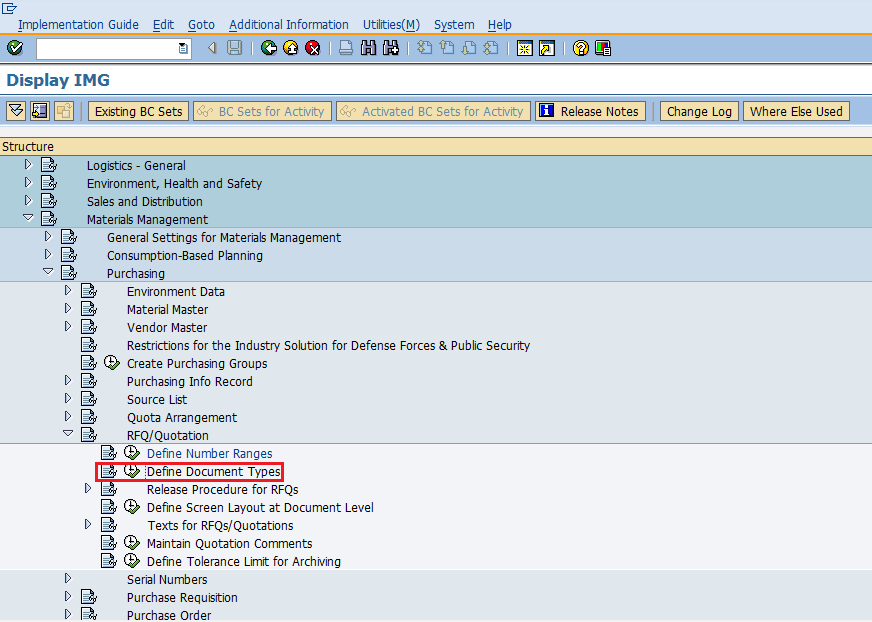 Implementation Guide Edit Goto Additional Information Utilities(M) System Help
Display IMG
Existing BC Sets BC Sets for Activity Activated BC Sets for Activity Release Notes Change Log Where Else Used
Structure
Logistics - General
Environment, Health and Safety
Sales and Distribution
Materials Management
General Settings for Materials Management
Consumption-Based Planning
Purchasing
Environment Data
Material Master
Vendor Master
Restrictions for the Industry Solution for Defense Forces & Public Security
Create Purchasing Groups
Purchasing Info Record
Source List
Quota Arrangement
RFQ/Quotation
Define Number Ranges
Define Document Types
Release Procedure for RFQs
Define Screen Layout at Document Level
Texts for RFQs/Quotations
Maintain Quotation Comments
Define Tolerance Limit for Archiving
Serial Numbers
Purchase Requisition
Purchase Order